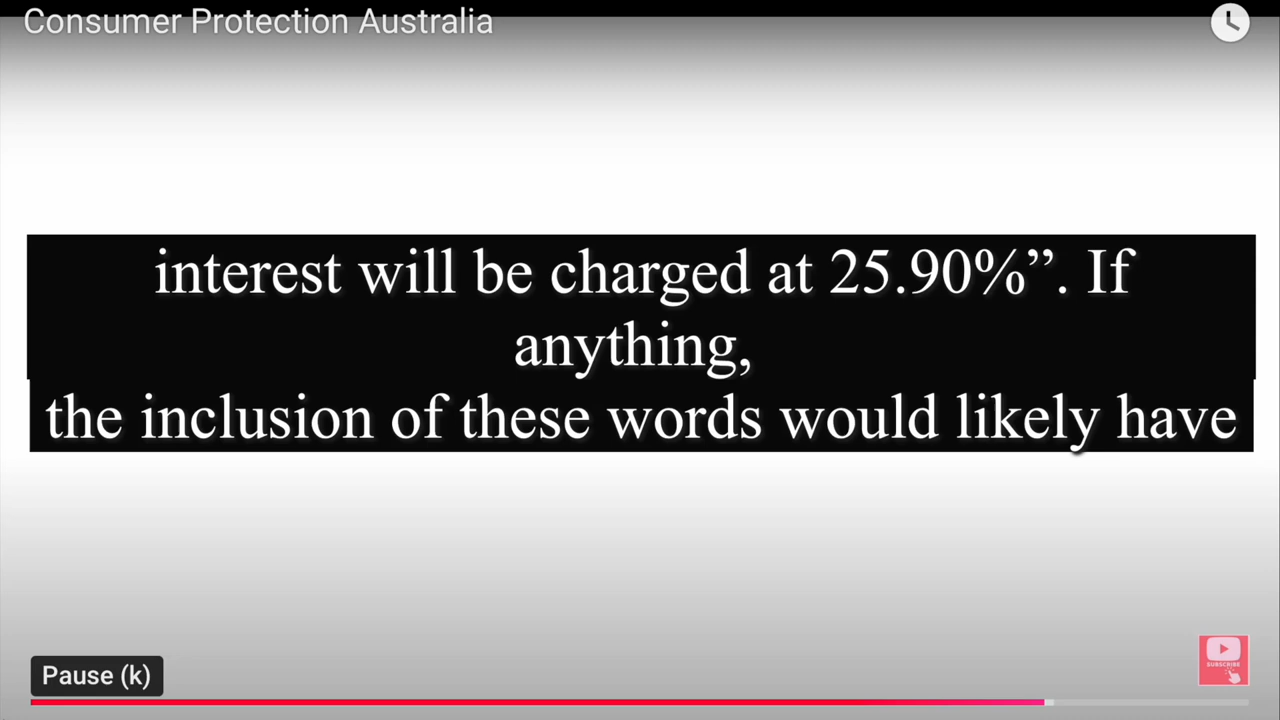 Consumer Protection Australia
interest will be charged at 25.90%”. If
anything,
the inclusion of these words would likely have
Pause (k)
SUBSCRIBE